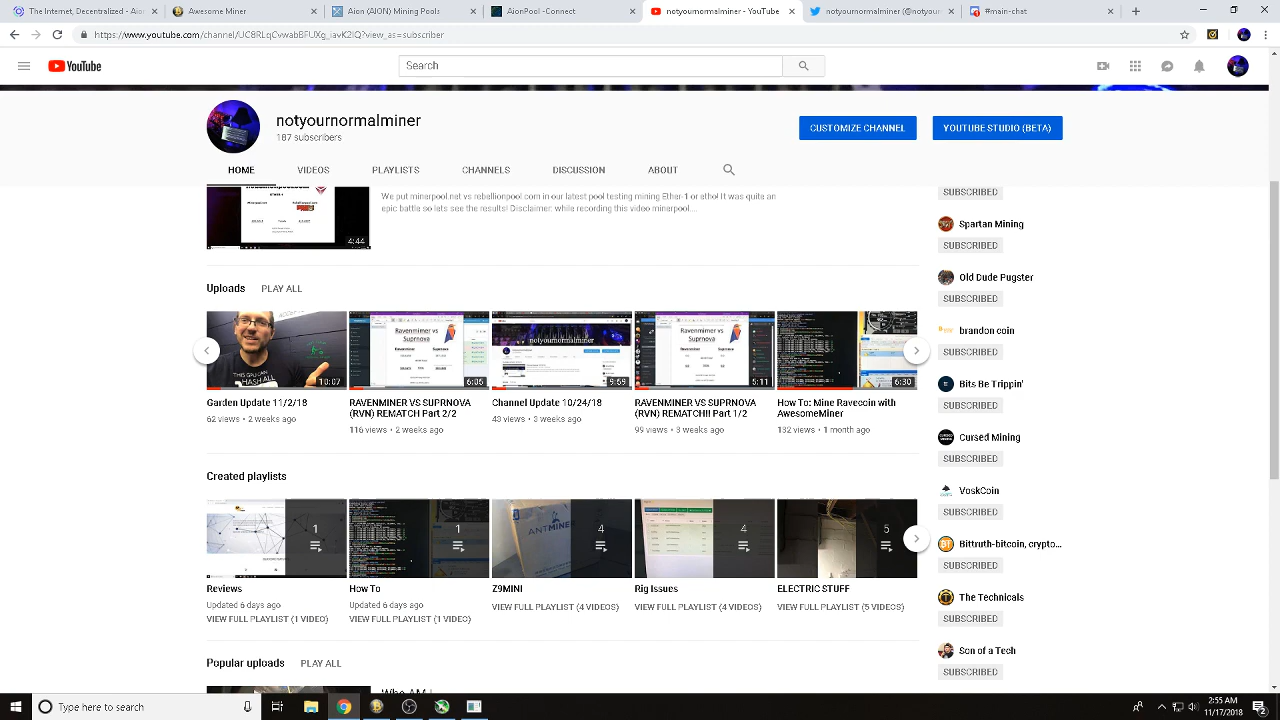 The Internet, Decentralized - Aion
Awesome Miner
Aion (AION) Mining Pools
AionPool - Connect
notyournormalminer - YouTube
notyournormalminer (@notyou
#main-chat
https://www.youtube.com/channel/
?view_as=subscriber
YouTube
Search
notyournormalminer
187 subscribers
CUSTOMIZE CHANNEL
YOUTUBE STUDIO (BETA)
HOME VIDEOS PLAYLISTS CHANNELS DISCUSSION ABOUT
We put minerpool.net vs rebellionpool com in our latest pool testing mining Ether-1 or etho! It was quite an
epic battle so lets see the results! Disclaimer: while recording this video minerpool...
4:44
SUBSCRIBED
Spartan Mining
SUBSCRIBED
Old Dude Pugster
SUBSCRIBED
brandon coin
SUBSCRIBED
Bits Be Trippin'
SUBSCRIBED
Cursed Mining
SUBSCRIBED
VoskCoin
SUBSCRIBED
Bittruth-bitcoin, crypto...
SUBSCRIBED
The Technicals
SUBSCRIBED
Son of a Tech
SUBSCRIBED
Uploads PLAY ALL
10:07
Garden Update 11/2/18
62 views • 2 weeks ago
Ravenminer vs
Suprnova
6:05
RAVENMINER VS SUPRNOVA
(RVN) REMATCH Part 2/2
116 views • 2 weeks ago
notyournormalminer
9:59
Channel Update 10/24/18
43 views • 3 weeks ago
Ravenminer vs
Suprnova
5:11
RAVENMINER VS SUPRNOVA
(RVN) REMATCH!! Part 1/2
99 views • 3 weeks ago
6:30
How To: Mine Ravecoin with
AwesomeMiner
132 views • 1 month ago
Created playlists
1
Reviews
Updated 6 days ago
VIEW FULL PLAYLIST (1 VIDEO)
1
How To
Updated 6 days ago
VIEW FULL PLAYLIST (1 VIDEO)
4
Z9MINI
VIEW FULL PLAYLIST (4 VIDEOS)
4
Rig Issues
VIEW FULL PLAYLIST (4 VIDEOS)
5
ELECTRIC STUFF
VIEW FULL PLAYLIST (5 VIDEOS)
Popular uploads PLAY ALL
Type here to search
2:55 AM
11/17/2018